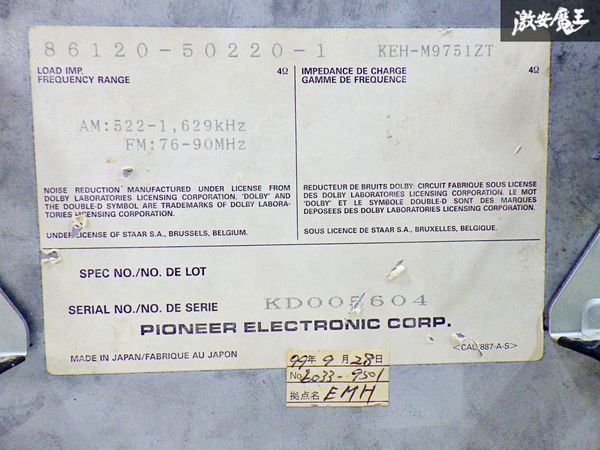 激安魔王
86120-50220-1 KEH-M9751ZT
LOAD IMP. 4Ω
FREQUENCY RANGE
AM:522-1,629kHz
FM:76-90MHz
IMPEDANCE DE CHARGE 4Ω
GAMME DE FREQUENCE
NOISE REDUCTION MANUFACTURED UNDER LICENSE FROM
DOLBY LABORATORIES LICENSING CORPORATION. 'DOLBY' AND
THE DOUBLE-D SYMBOL ARE TRADEMARKS OF DOLBY LABORA-
TORIES LICENSING CORPORATION.
UNDER LICENSE OF STAAR S.A., BRUSSELS, BELGIUM.
REDUCTEUR DE BRUITS DOLBY: CIRCUIT FABRIQUE SOUS LICENSE
DES DOLBY LABORATORIES LICENSING CORPORATION. LE MOT
'DOLBY' ET LE SYMBOLE DOUBLE-D SONT DES MARQUES
DEPOSEES DES DOLBY LABORATORIES LICENSING CORPORATION.
SOUS LICENCE DE STAAR S.A., BRUXELLES, BELGIQUE.
SPEC NO./NO. DE LOT
SERIAL NO./NO. DE SERIE KD005604
PIONEER ELECTRONIC CORP.
MADE IN JAPAN/FABRIQUE AU JAPON <CAL 887-A-S>
99年 9月28日
No 2033-9501
拠点名 EMH